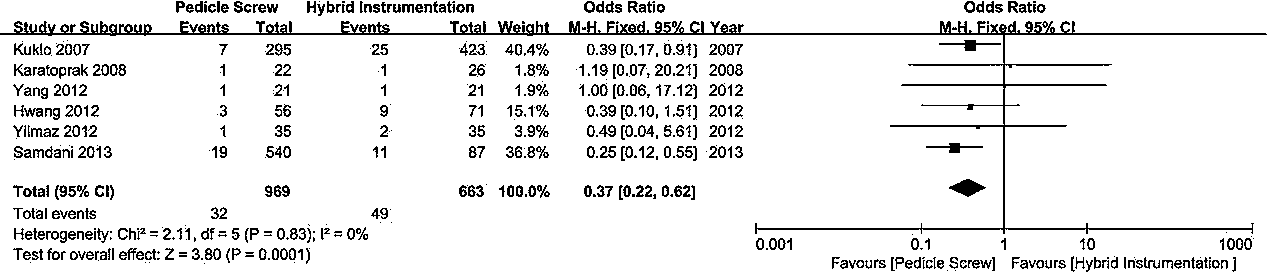 Pedicle Screw Hybrid Instrumentation Odds Ratio Odds Ratio
Study or Subgroup Events Total Events Total Weight M-H. Fixed. 95% CI Year M-H. Fixed. 95% CI
Kuklo 2007 7 295 25 423 40.4% 0.39 [0.17, 0.91] 2007
Karatoprak 2008 1 22 1 26 1.8% 1.19 [0.07, 20.21] 2008
Yang 2012 1 21 1 21 1.9% 1.00 [0.06, 17.12] 2012
Hwang 2012 3 56 9 71 15.1% 0.39 [0.10, 1.51] 2012
Yilmaz 2012 1 35 2 35 3.9% 0.49 [0.04, 5.61] 2012
Samdani 2013 19 540 11 87 36.8% 0.25 [0.12, 0.55] 2013
Total (95% CI) 969 663 100.0% 0.37 [0.22, 0.62]
Total events 32 49
Heterogeneity: Chi² = 2.11, df = 5 (P = 0.83); I² = 0%
Test for overall effect: Z = 3.80 (P = 0.0001)
0.001 0.1 1 10 1000
Favours [Pedicle Screw] Favours [Hybrid Instrumentation ]